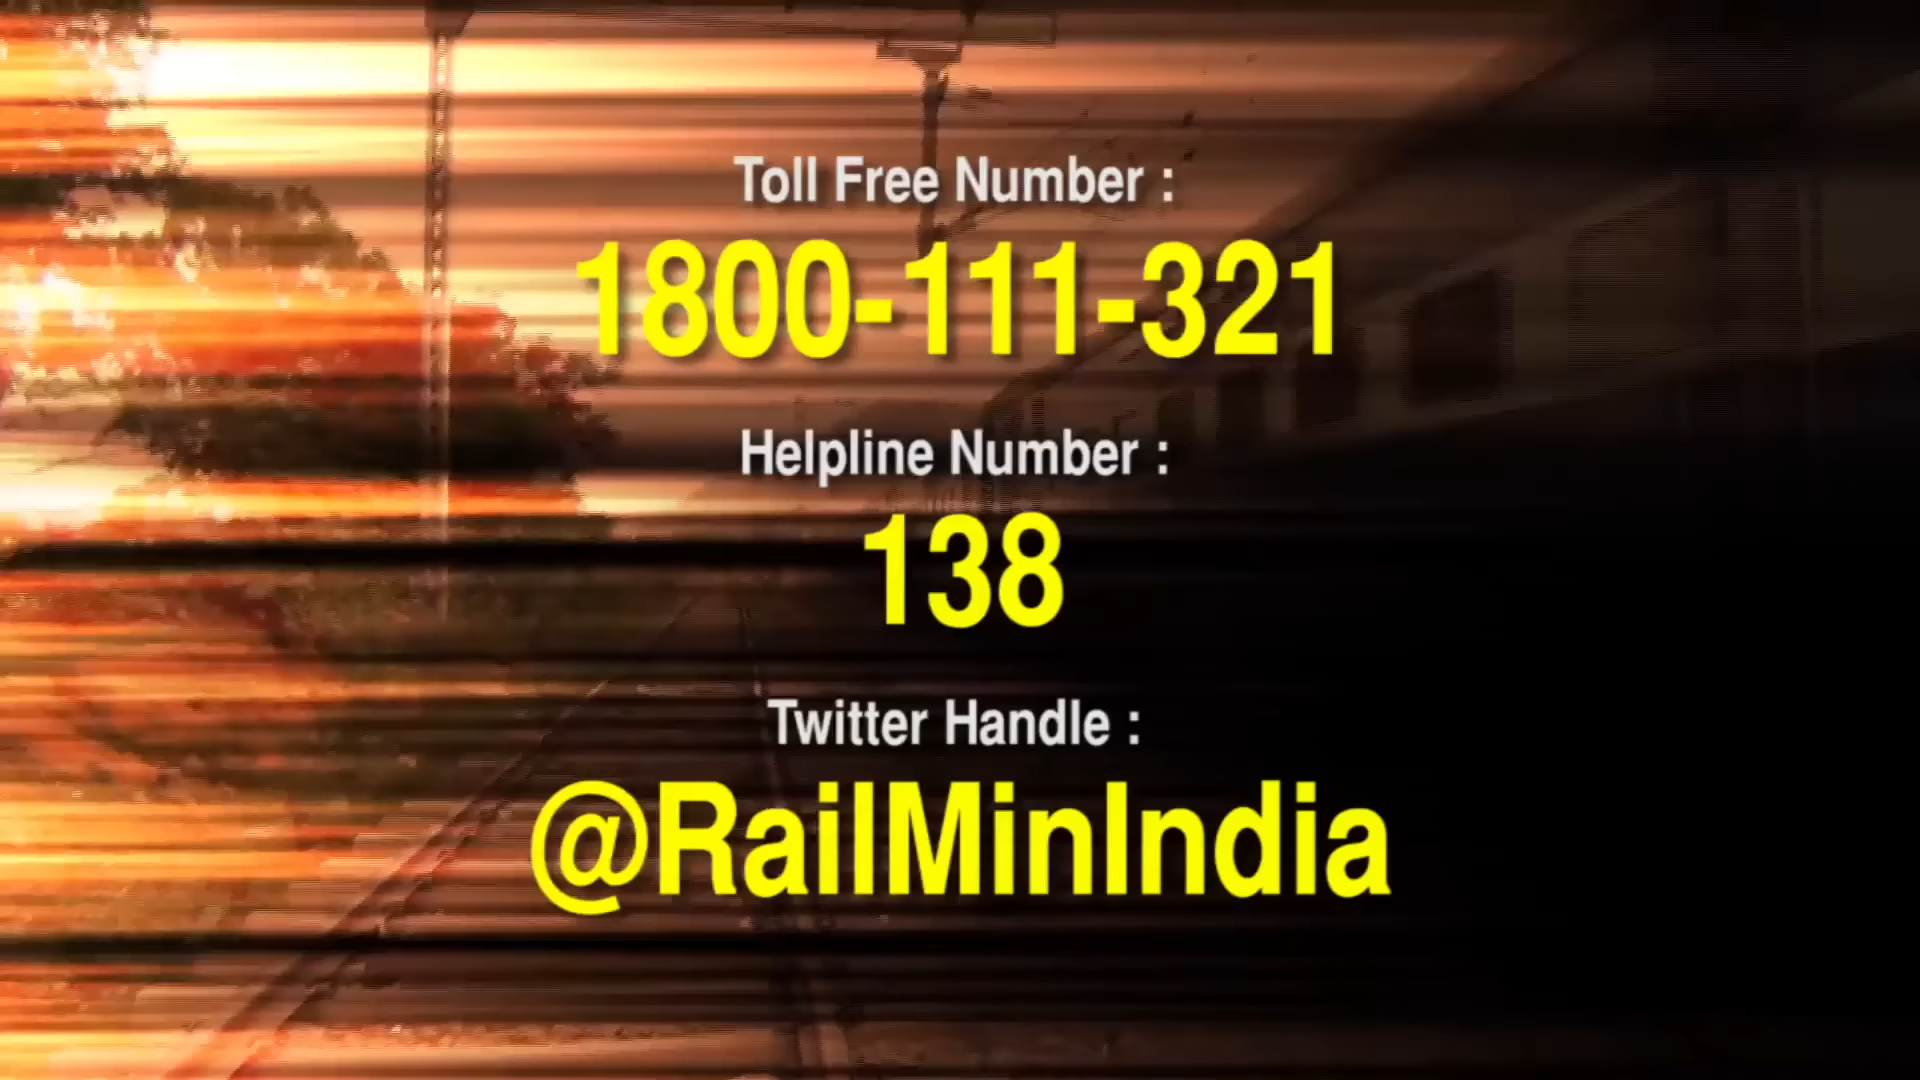 Toll Free Number :
1800-111-321
Helpline Number :
138
Twitter Handle :
@RailMinIndia